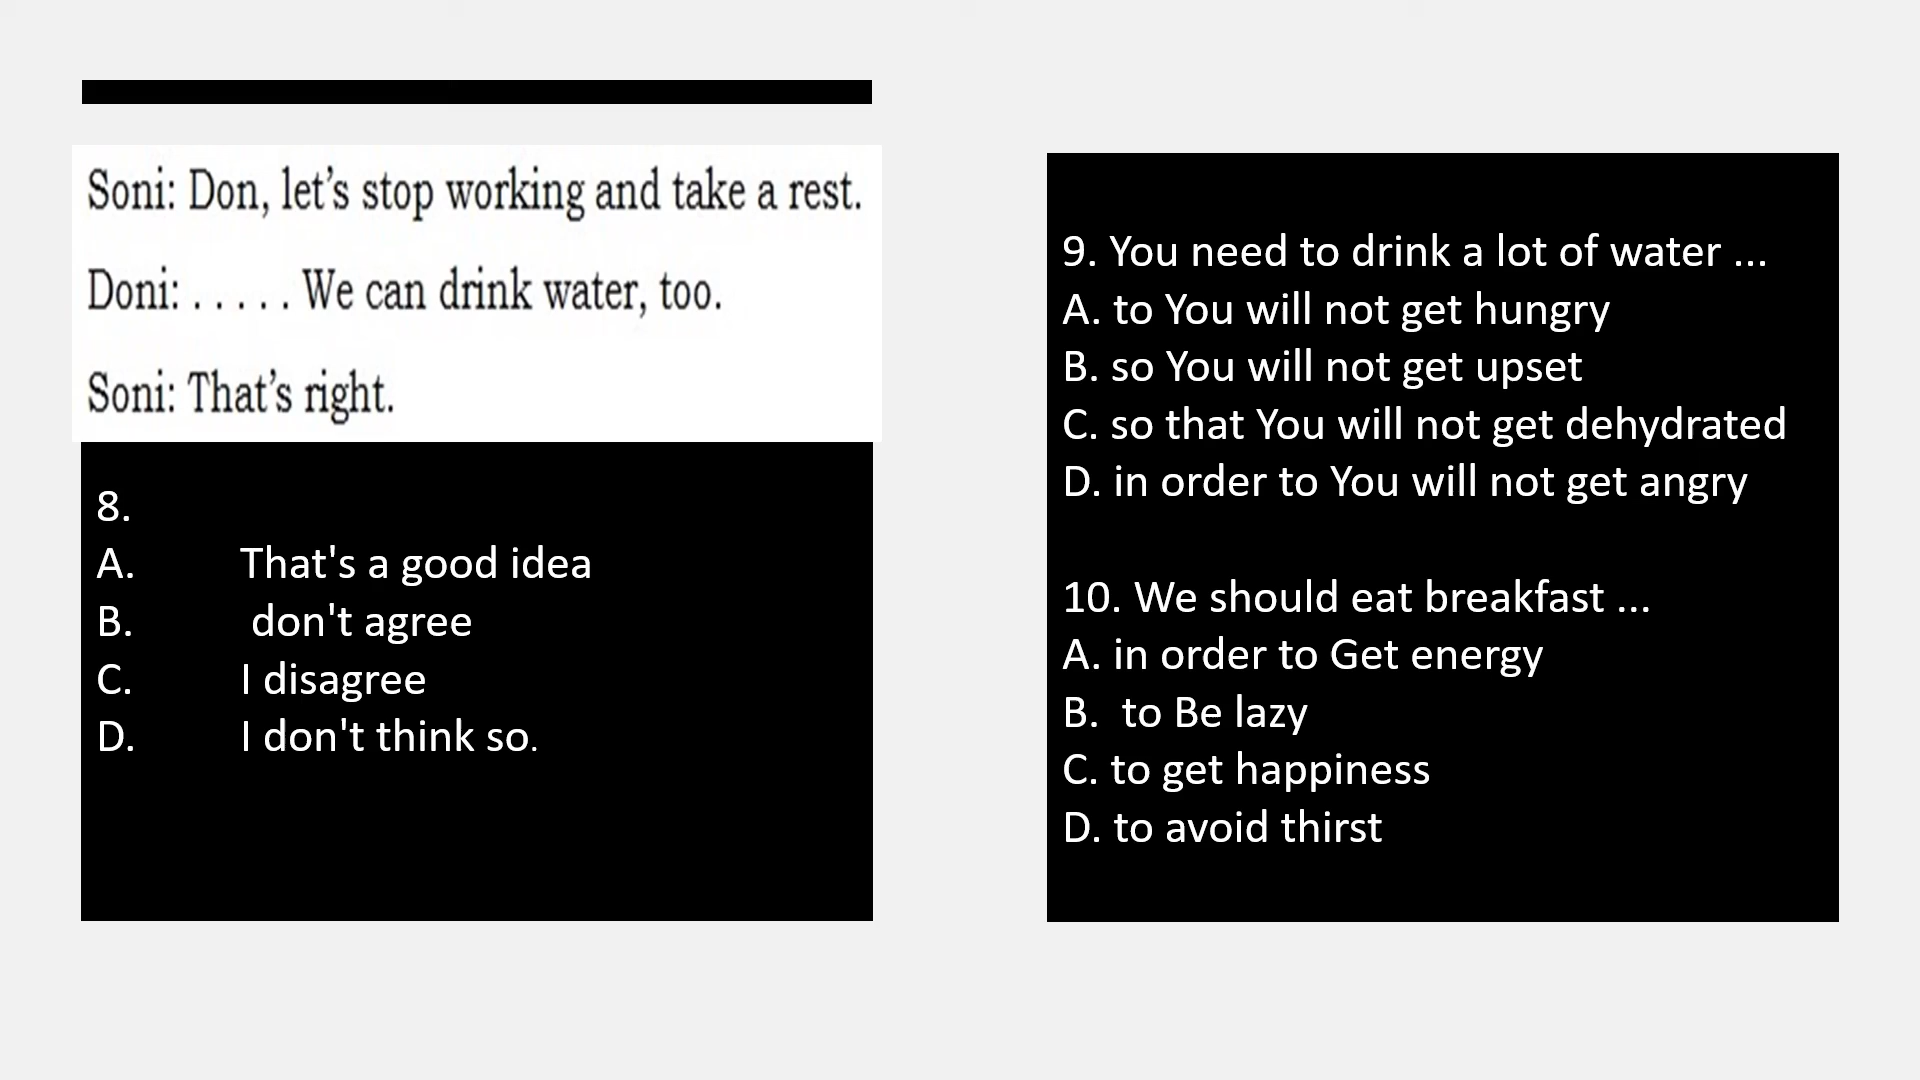 Soni: Don, let's stop working and take a rest.
Doni: . . . . . We can drink water, too.
Soni: That's right.
8.
A. That's a good idea
B. don't agree
C. I disagree
D. I don't think so.
9. You need to drink a lot of water ...
A. to You will not get hungry
B. so You will not get upset
C. so that You will not get dehydrated
D. in order to You will not get angry
10. We should eat breakfast ...
A. in order to Get energy
B. to Be lazy
C. to get happiness
D. to avoid thirst